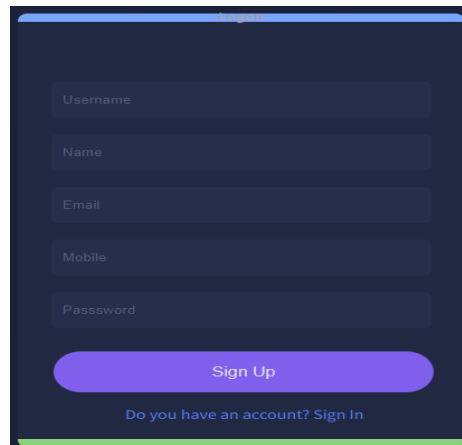 Username
Name
Email
Mobile
Passsword
Sign Up
Do you have an account? Sign In